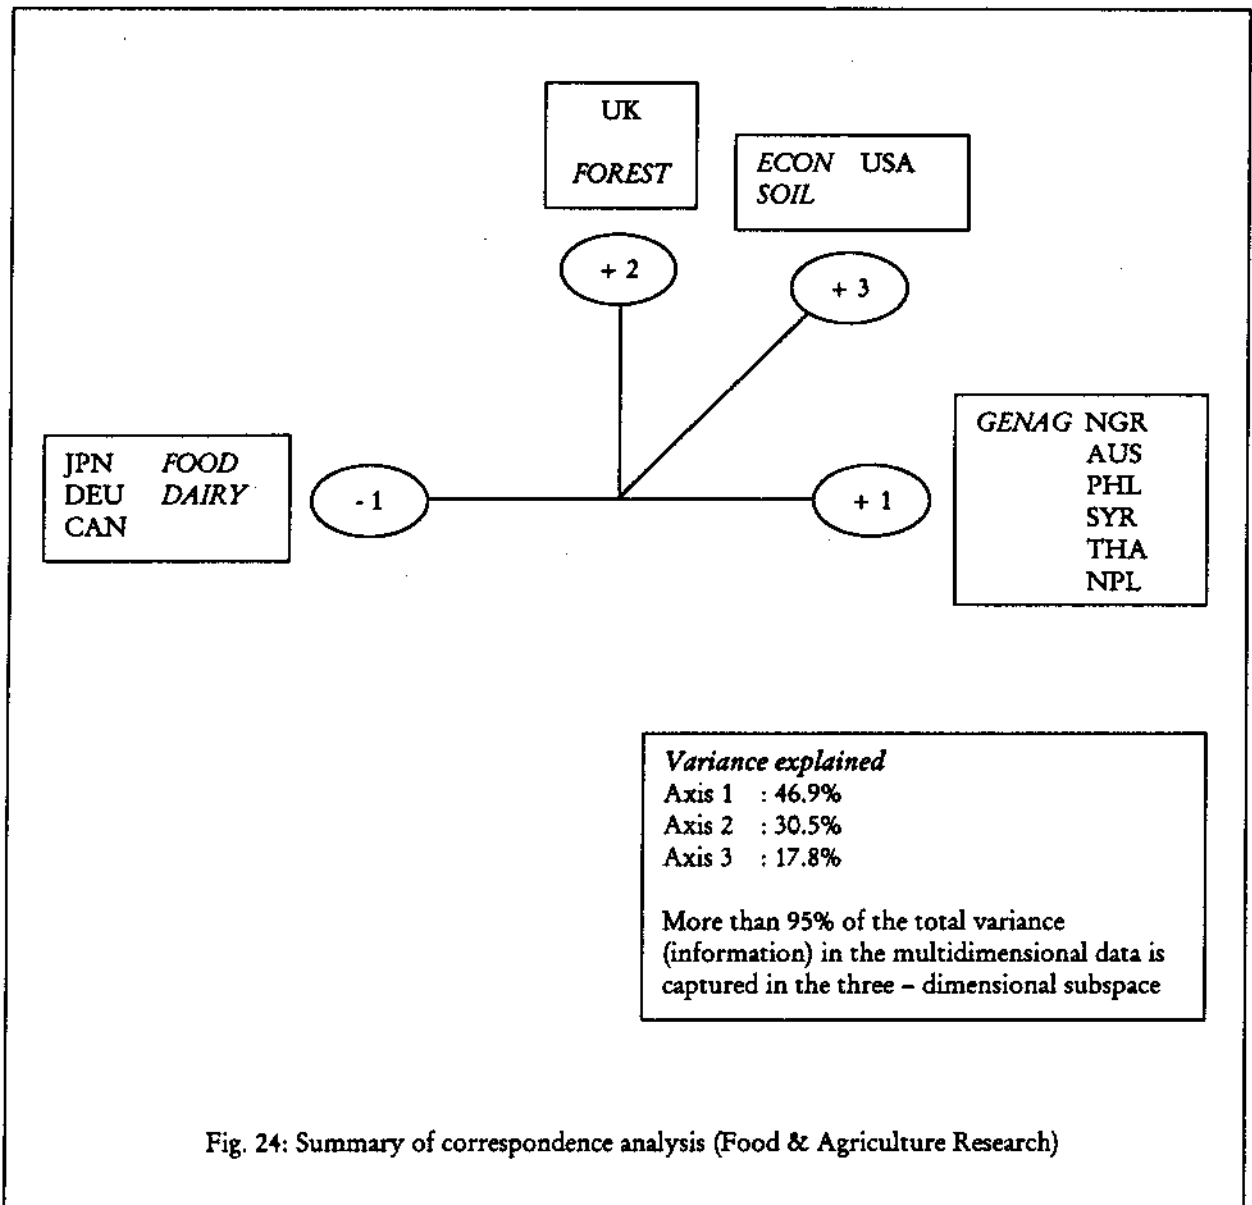 UK
FOREST
ECON USA
SOIL
+ 2
+ 3
JPN FOOD
DEU DAIRY
CAN
- 1
+ 1
GENAG NGR
AUS
PHL
SYR
THA
NPL
Variance explained
Axis 1 : 46.9%
Axis 2 : 30.5%
Axis 3 : 17.8%
More than 95% of the total variance
(information) in the multidimensional data is
captured in the three – dimensional subspace
Fig. 24: Summary of correspondence analysis (Food & Agriculture Research)